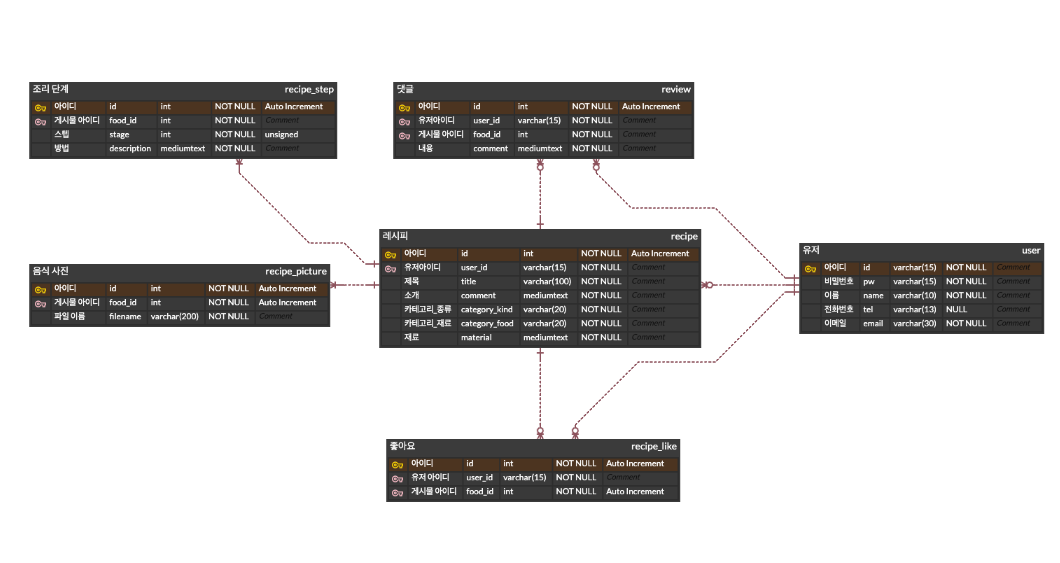 조리 단계 recipe_step
아이디 id int NOT NULL Auto Increment
게시물 아이디 food_id int NOT NULL Comment
스텝 stage int NOT NULL unsigned
방법 description mediumtext NOT NULL Comment
댓글 review
아이디 id int NOT NULL Auto Increment
유저아이디 user_id varchar(15) NOT NULL Comment
게시물 아이디 food_id int NOT NULL Comment
내용 comment mediumtext NOT NULL Comment
레시피 recipe
아이디 id int NOT NULL Auto Increment
유저아이디 user_id varchar(15) NOT NULL Comment
제목 title varchar(100) NOT NULL Comment
소개 comment mediumtext NOT NULL Comment
카테고리_종류 category_kind varchar(20) NOT NULL Comment
카테고리_재료 category_food varchar(20) NOT NULL Comment
재료 material mediumtext NOT NULL Comment
유저 user
아이디 id varchar(15) NOT NULL Comment
비밀번호 pw varchar(15) NOT NULL Comment
이름 name varchar(10) NOT NULL Comment
전화번호 tel varchar(13) NULL Comment
이메일 email varchar(30) NOT NULL Comment
음식 사진 recipe_picture
아이디 id int NOT NULL Auto Increment
게시물 아이디 food_id int NOT NULL Auto Increment
파일 이름 filename varchar(200) NOT NULL Comment
좋아요 recipe_like
아이디 id int NOT NULL Auto Increment
유저 아이디 user_id varchar(15) NOT NULL Comment
게시물 아이디 food_id int NOT NULL Auto Increment